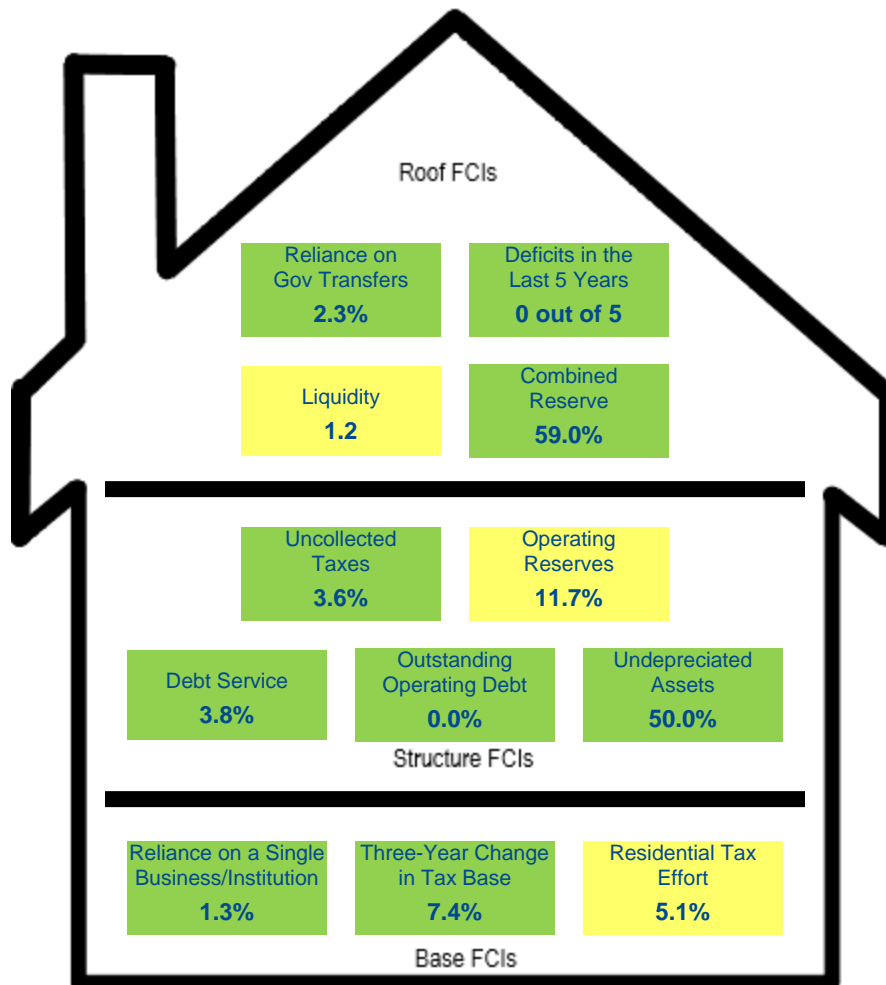 Roof FCIs
Reliance on
Gov Transfers
2.3%
Deficits in the
Last 5 Years
0 out of 5
Liquidity
1.2
Combined
Reserve
59.0%
Uncollected
Taxes
3.6%
Operating
Reserves
11.7%
Debt Service
3.8%
Outstanding
Operating Debt
0.0%
Undepreciated
Assets
50.0%
Structure FCIs
Reliance on a Single
Business/Institution
1.3%
Three-Year Change
in Tax Base
7.4%
Residential Tax
Effort
5.1%
Base FCIs